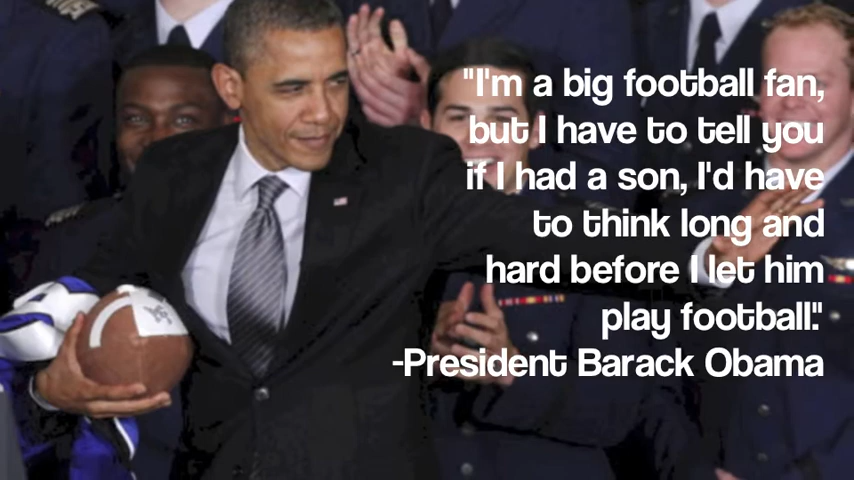 "I'm a big football fan,
but I have to tell you
if I had a son, I'd have
to think long and
hard before I let him
play football."
-President Barack Obama